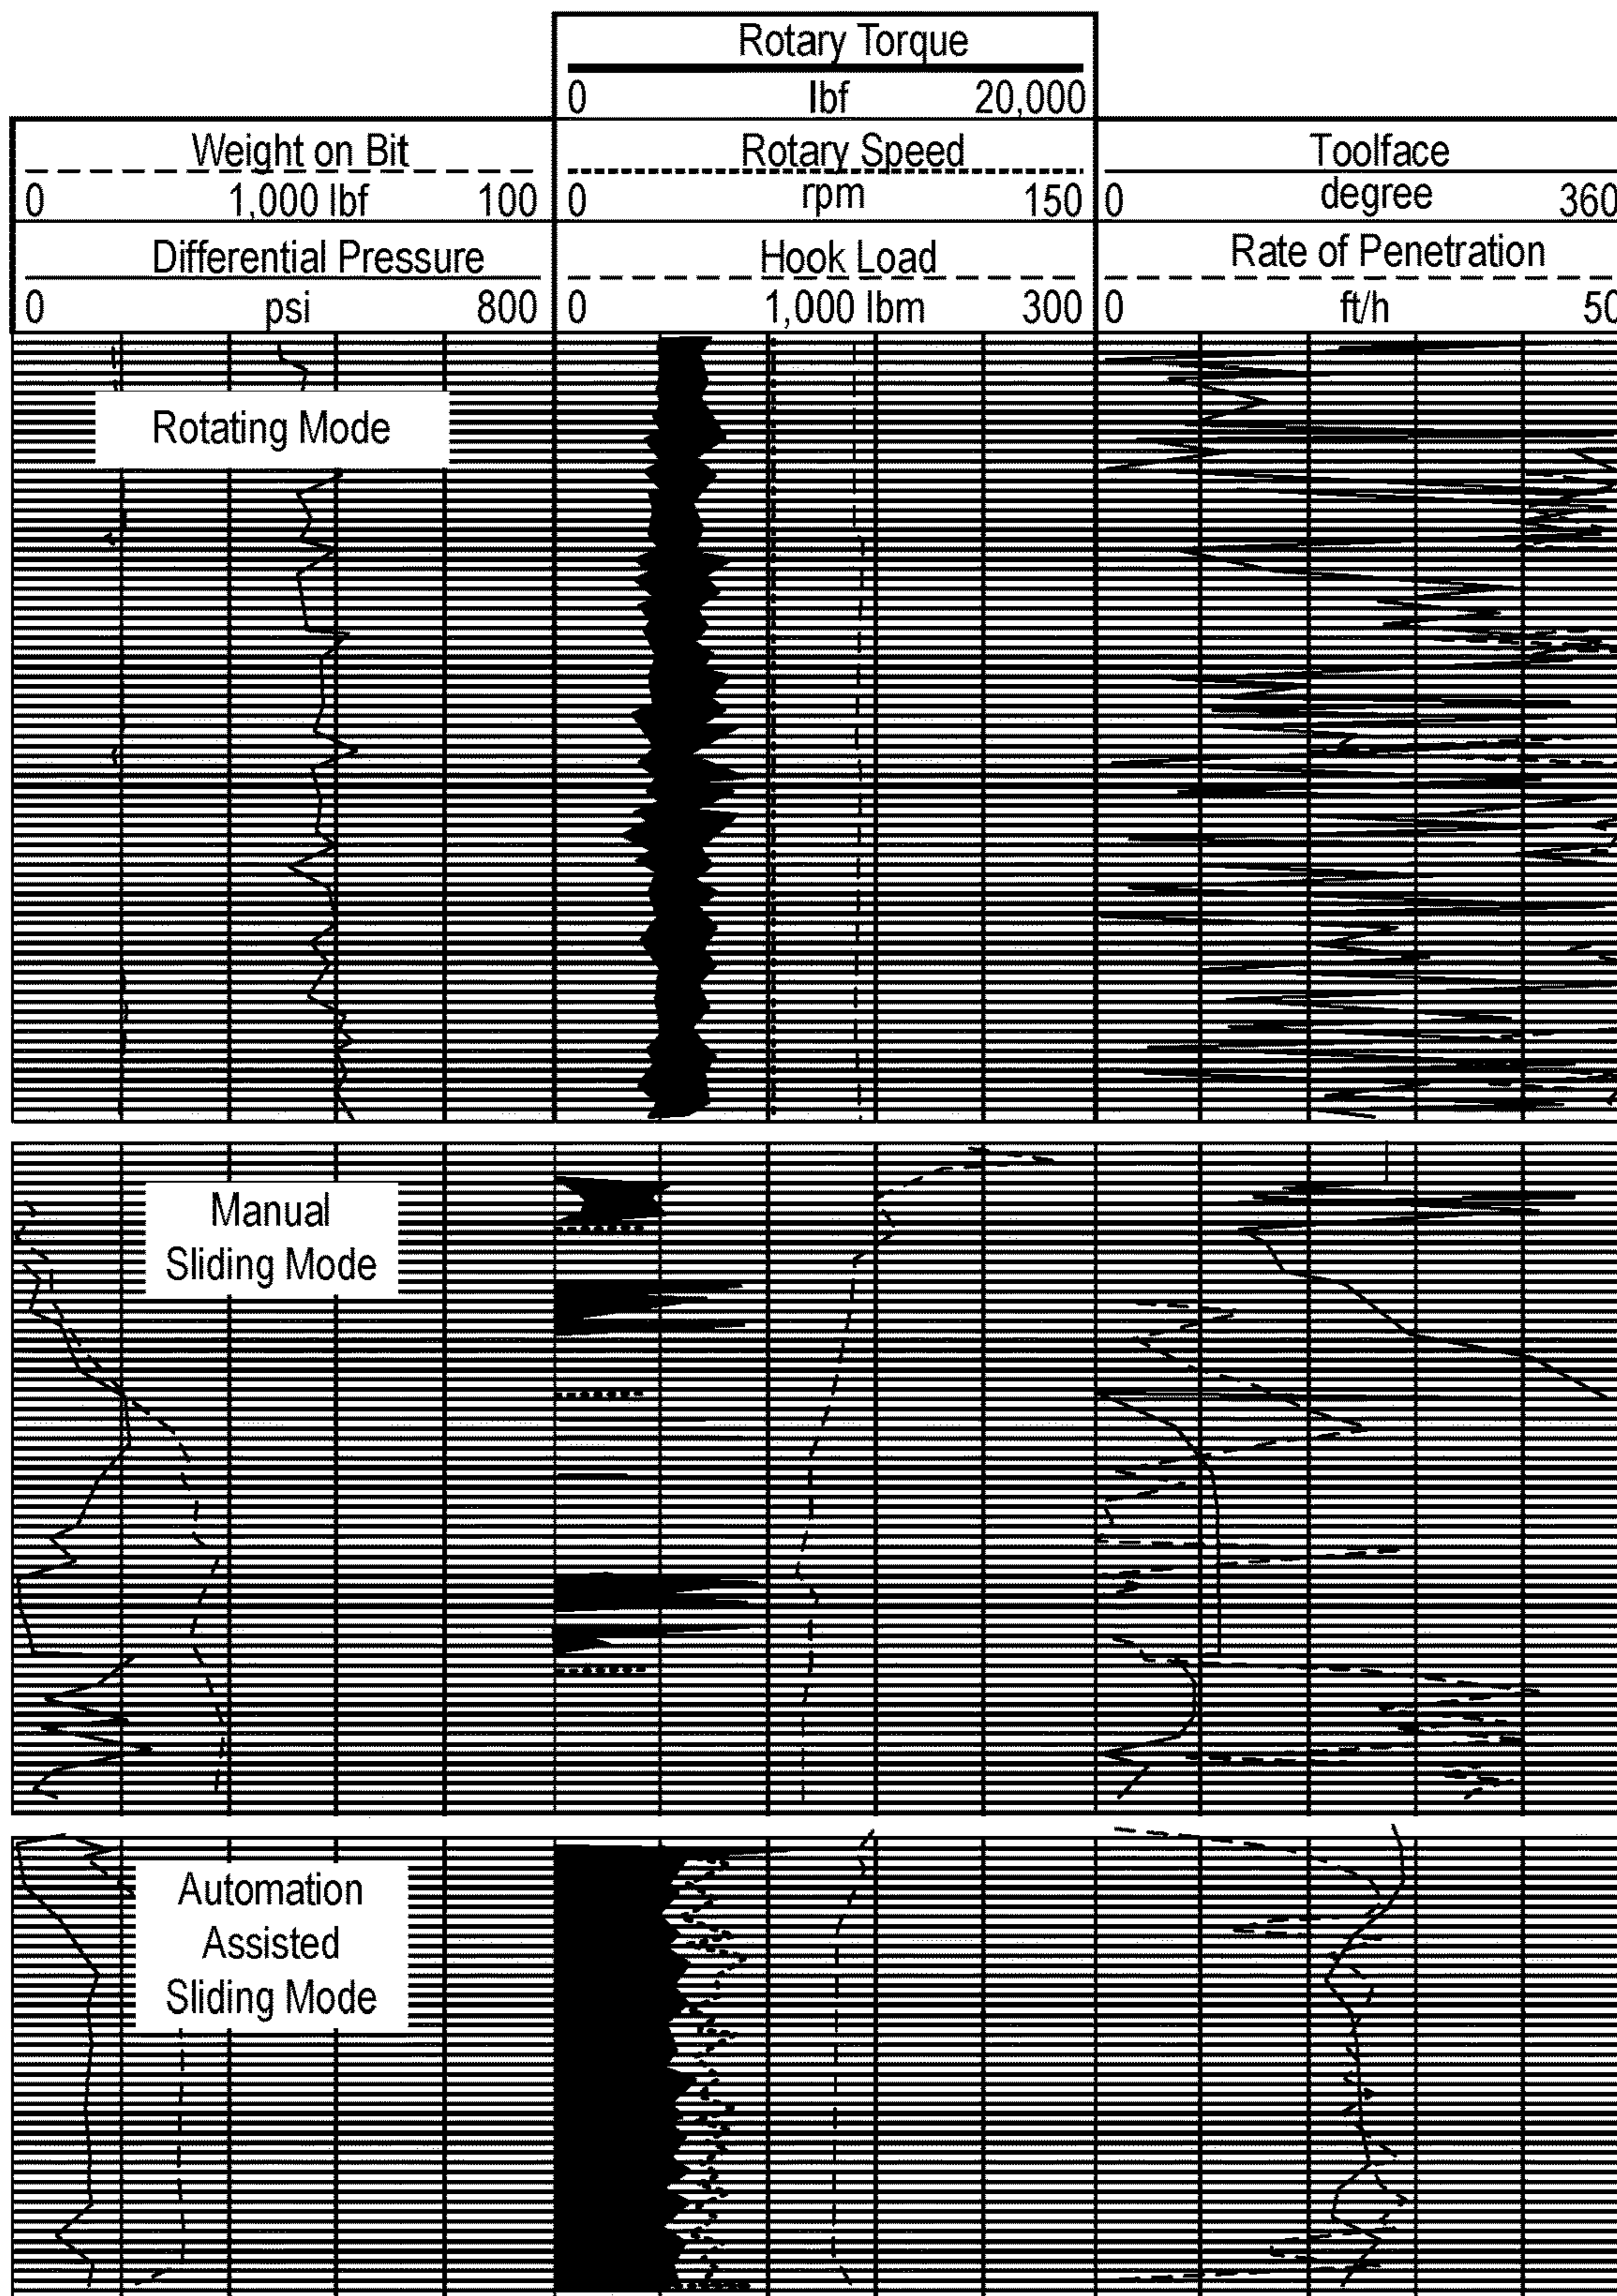 Rotary Torque
0 lbf 20,000
Weight on Bit
0 1,000 lbf 100
Rotary Speed
0 rpm 150
Toolface
0 degree 360
Differential Pressure
0 psi 800
Hook Load
0 1,000 lbm 300
Rate of Penetration
0 ft/h 50
Rotating Mode
Manual
Sliding Mode
Automation
Assisted
Sliding Mode